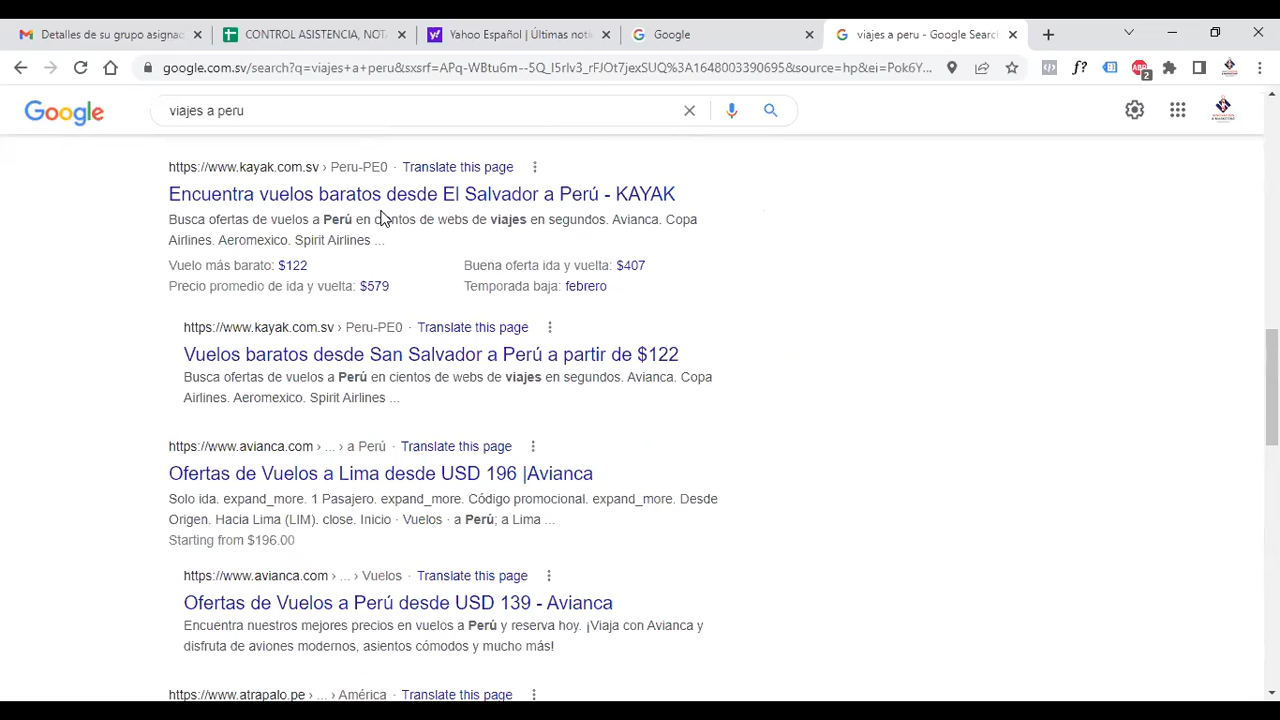 Detalles de su grupo asignac
CONTROL ASISTENCIA, NOTA
Yahoo Español | Últimas notic
Google
viajes a peru - Google Search
google.com.sv/search?q=viajes+a+peru&sxsrf=APq-WBtu6m--5Q_I5rIv3_rFJOt7jexSUQ%3A1648003390695&source=hp&ei=Pok6Y...
2
Google
viajes a peru
https://www.kayak.com.sv › Peru-PE0 · Translate this page
Encuentra vuelos baratos desde El Salvador a Perú - KAYAK
Busca ofertas de vuelos a Perú en cientos de webs de viajes en segundos. Avianca. Copa
Airlines. Aeromexico. Spirit Airlines ...
Vuelo más barato: $122 Buena oferta ida y vuelta: $407
Precio promedio de ida y vuelta: $579 Temporada baja: febrero
https://www.kayak.com.sv › Peru-PE0 · Translate this page
Vuelos baratos desde San Salvador a Perú a partir de $122
Busca ofertas de vuelos a Perú en cientos de webs de viajes en segundos. Avianca. Copa
Airlines. Aeromexico. Spirit Airlines ...
https://www.avianca.com › ... › a Perú · Translate this page
Ofertas de Vuelos a Lima desde USD 196 |Avianca
Solo ida. expand_more. 1 Pasajero. expand_more. Código promocional. expand_more. Desde
Origen. Hacia Lima (LIM). close. Inicio · Vuelos · a Perú; a Lima ...
Starting from $196.00
https://www.avianca.com › ... › Vuelos · Translate this page
Ofertas de Vuelos a Perú desde USD 139 - Avianca
Encuentra nuestros mejores precios en vuelos a Perú y reserva hoy. ¡Viaja con Avianca y
disfruta de aviones modernos, asientos cómodos y mucho más!
https://www.atrapalo.pe › ... › América · Translate this page